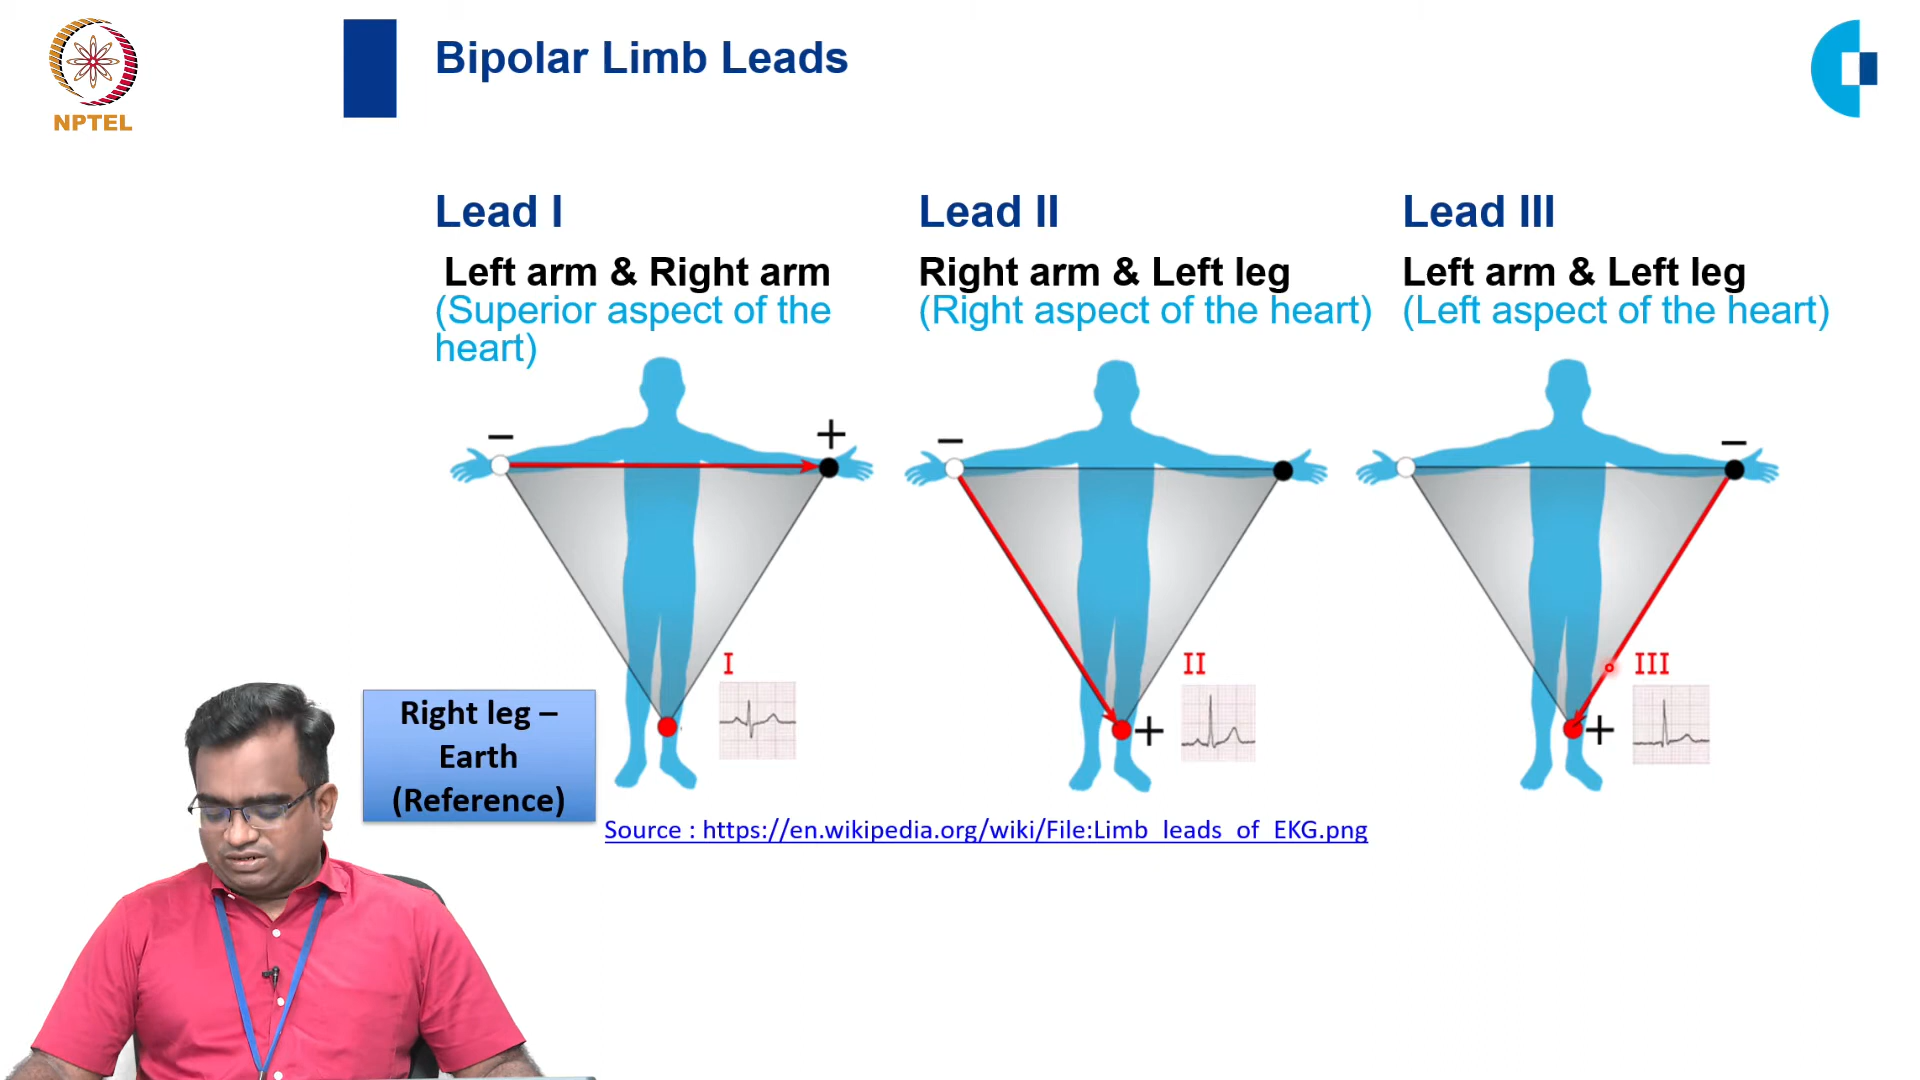 NPTEL
Bipolar Limb Leads
Lead I
Left arm & Right arm
(Superior aspect of the
heart)
Lead II
Right arm & Left leg
(Right aspect of the heart)
Lead III
Left arm & Left leg
(Left aspect of the heart)
− +
−
−
I
II
III
+
+
Right leg –
Earth
(Reference)
Source : https://en.wikipedia.org/wiki/File:Limb_leads_of_EKG.png